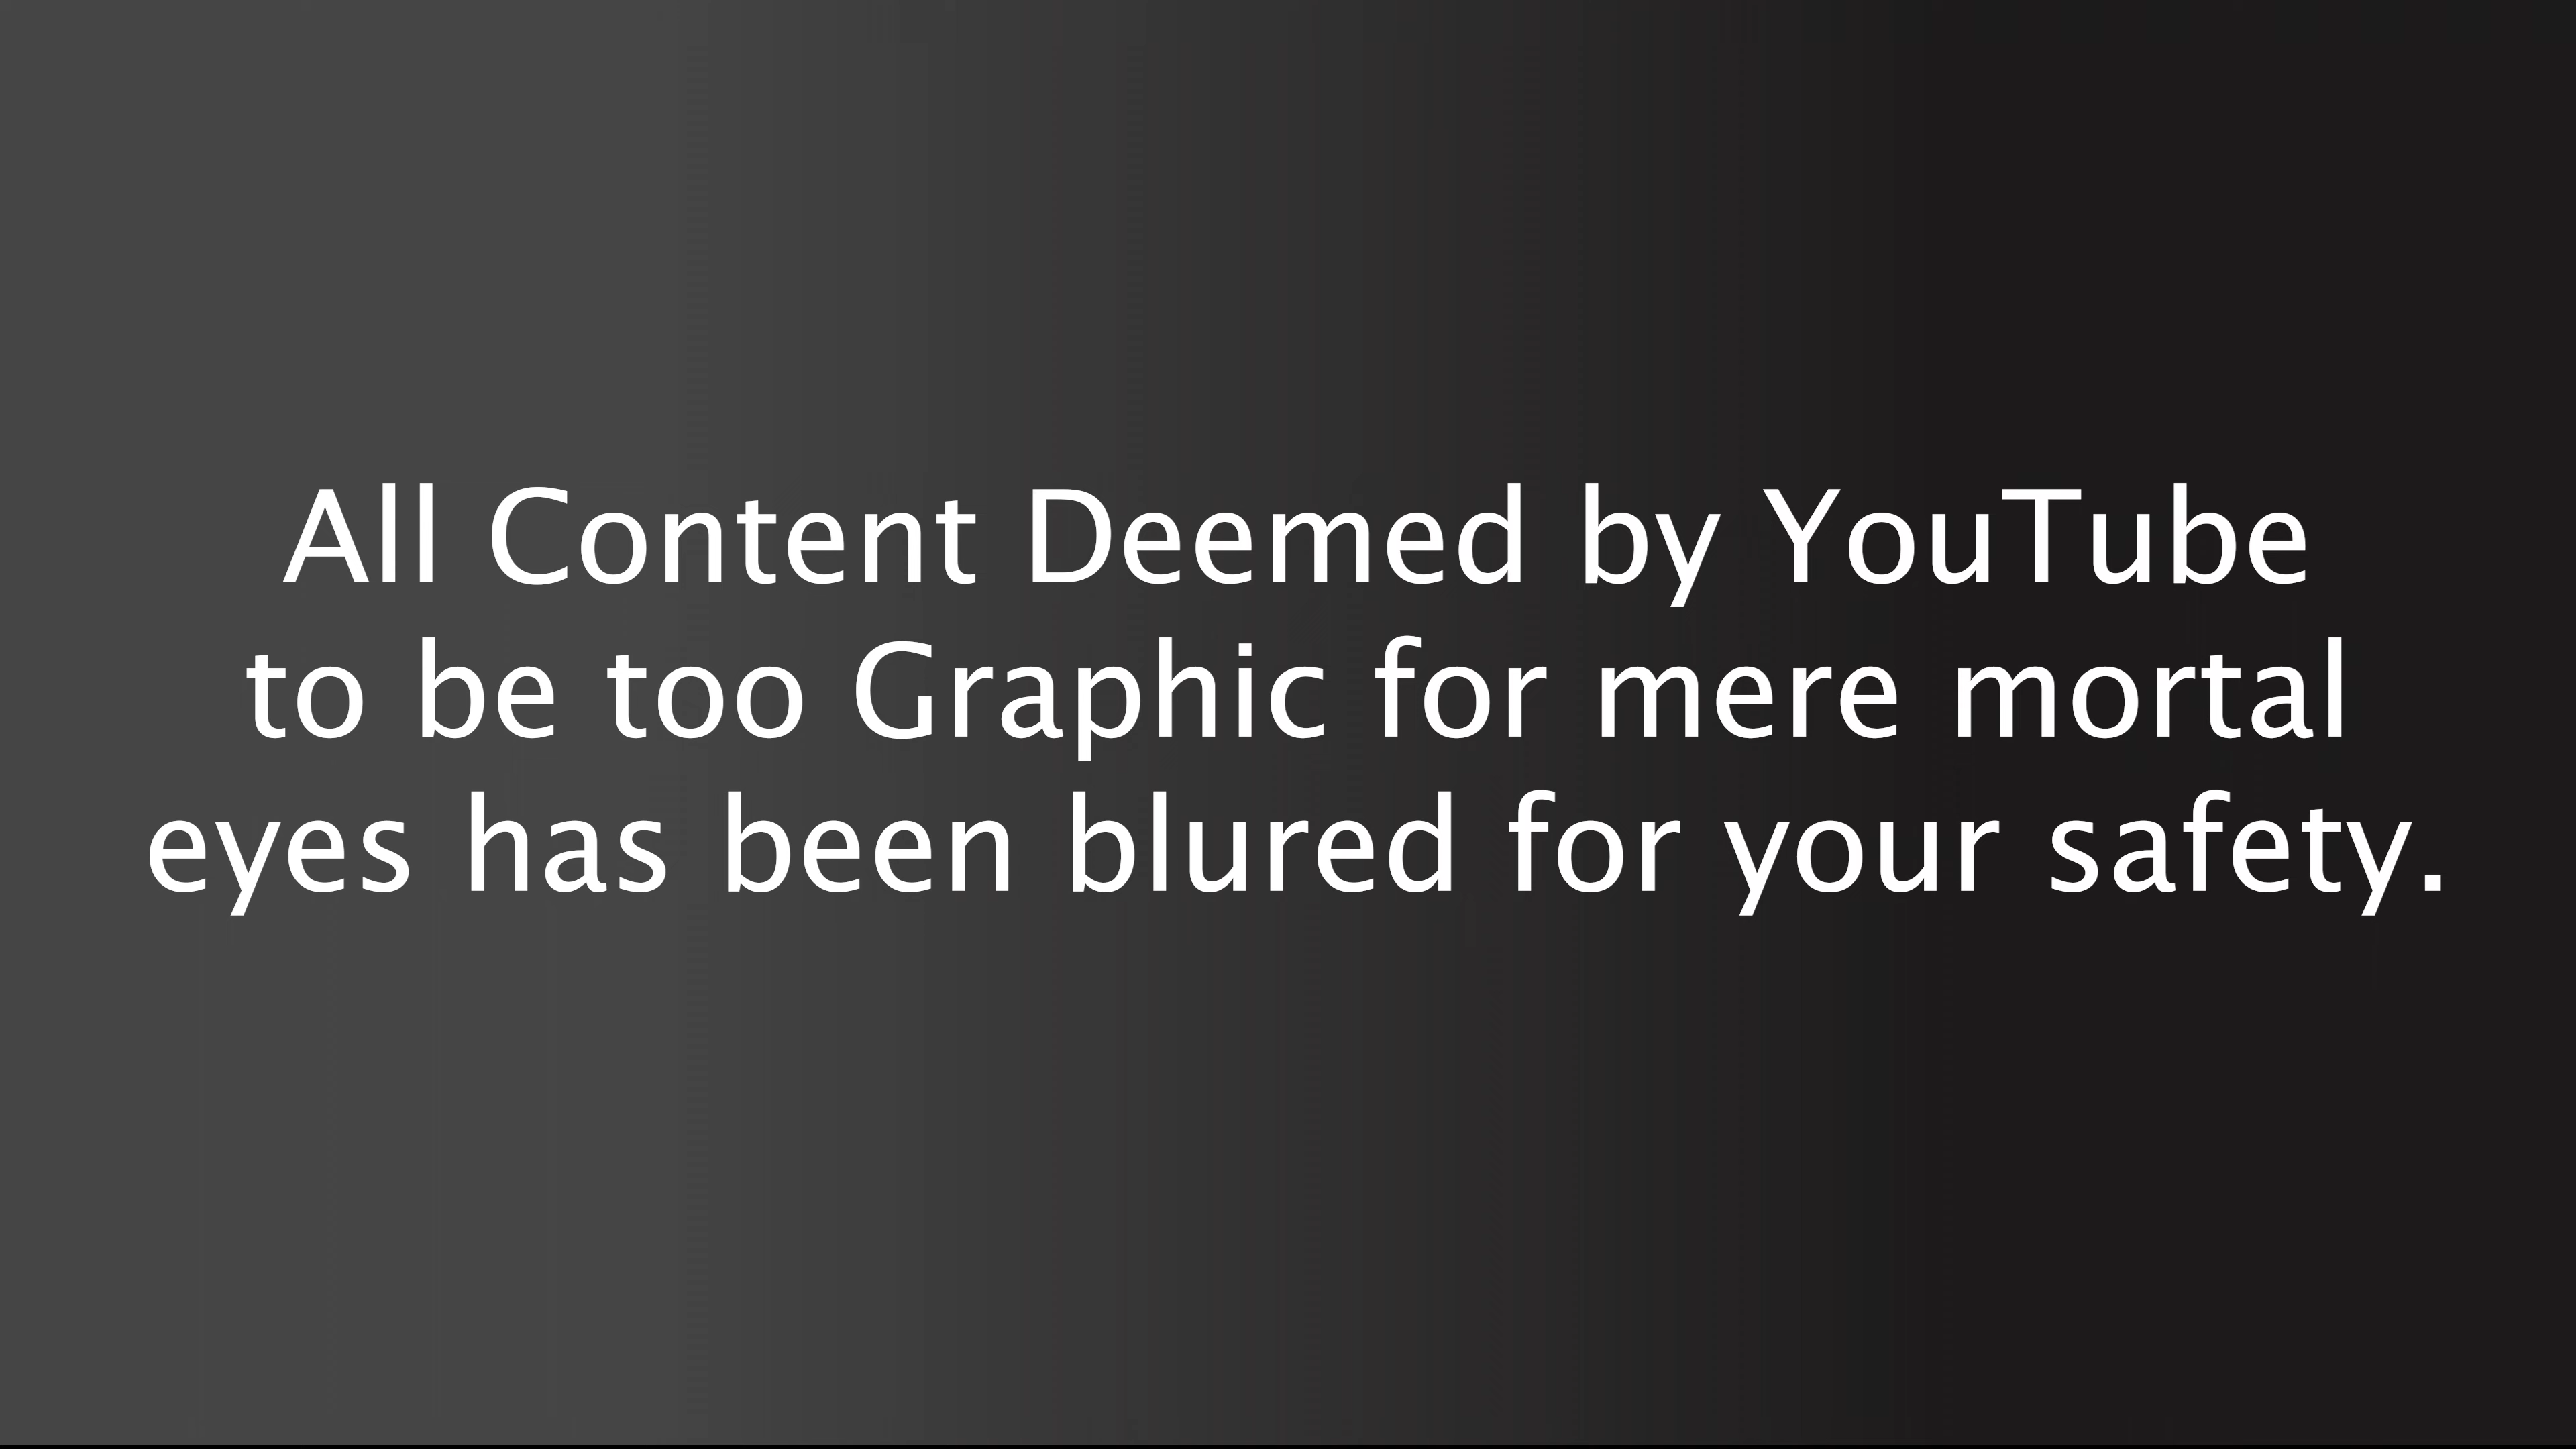 All Content Deemed by YouTube
to be too Graphic for mere mortal
eyes has been blured for your safety.